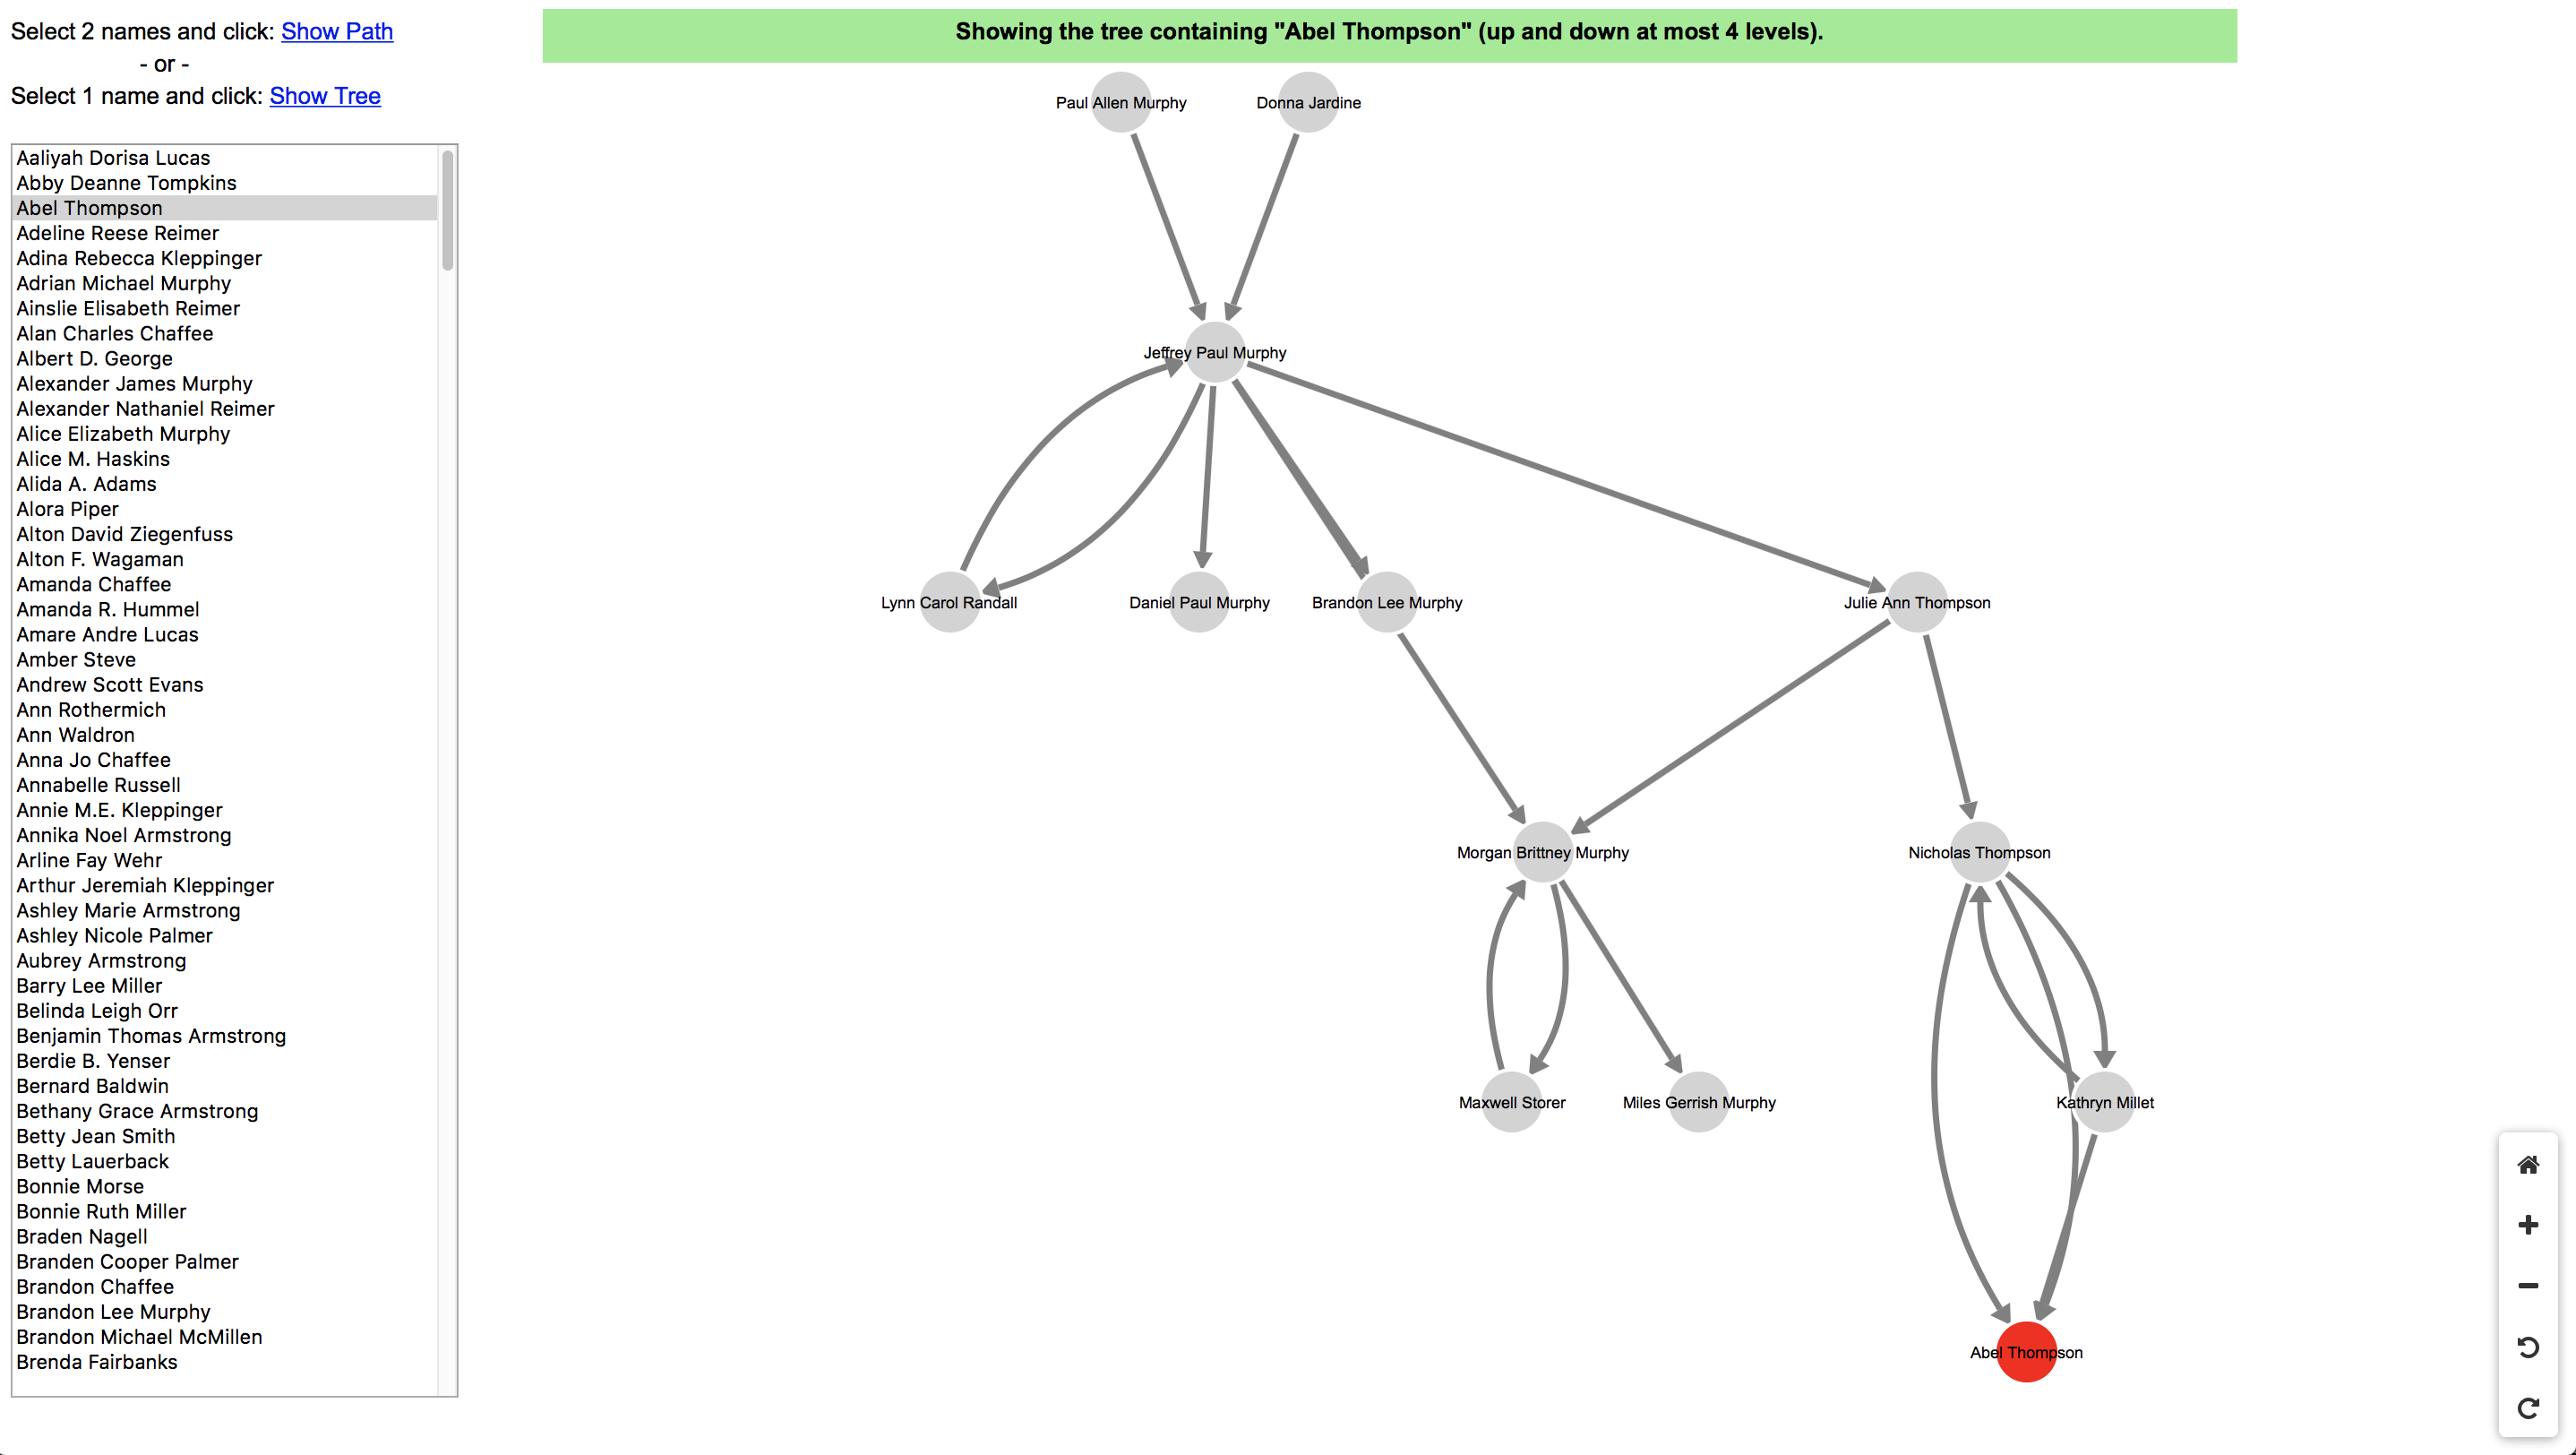 Select 2 names and click: Show Path
- or -
Select 1 name and click: Show Tree
Aaliyah Dorisa Lucas
Abby Deanne Tompkins
Abel Thompson
Adeline Reese Reimer
Adina Rebecca Kleppinger
Adrian Michael Murphy
Ainslie Elisabeth Reimer
Alan Charles Chaffee
Albert D. George
Alexander James Murphy
Alexander Nathaniel Reimer
Alice Elizabeth Murphy
Alice M. Haskins
Alida A. Adams
Alora Piper
Alton David Ziegenfuss
Alton F. Wagaman
Amanda Chaffee
Amanda R. Hummel
Amare Andre Lucas
Amber Steve
Andrew Scott Evans
Ann Rothermich
Ann Waldron
Anna Jo Chaffee
Annabelle Russell
Annie M.E. Kleppinger
Annika Noel Armstrong
Arline Fay Wehr
Arthur Jeremiah Kleppinger
Ashley Marie Armstrong
Ashley Nicole Palmer
Aubrey Armstrong
Barry Lee Miller
Belinda Leigh Orr
Benjamin Thomas Armstrong
Berdie B. Yenser
Bernard Baldwin
Bethany Grace Armstrong
Betty Jean Smith
Betty Lauerback
Bonnie Morse
Bonnie Ruth Miller
Braden Nagell
Branden Cooper Palmer
Brandon Chaffee
Brandon Lee Murphy
Brandon Michael McMillen
Brenda Fairbanks
Showing the tree containing "Abel Thompson" (up and down at most 4 levels).
Paul Allen Murphy
Donna Jardine
Jeffrey Paul Murphy
Lynn Carol Randall
Daniel Paul Murphy
Brandon Lee Murphy
Julie Ann Thompson
Morgan Brittney Murphy
Nicholas Thompson
Maxwell Storer
Miles Gerrish Murphy
Kathryn Millet
Abel Thompson